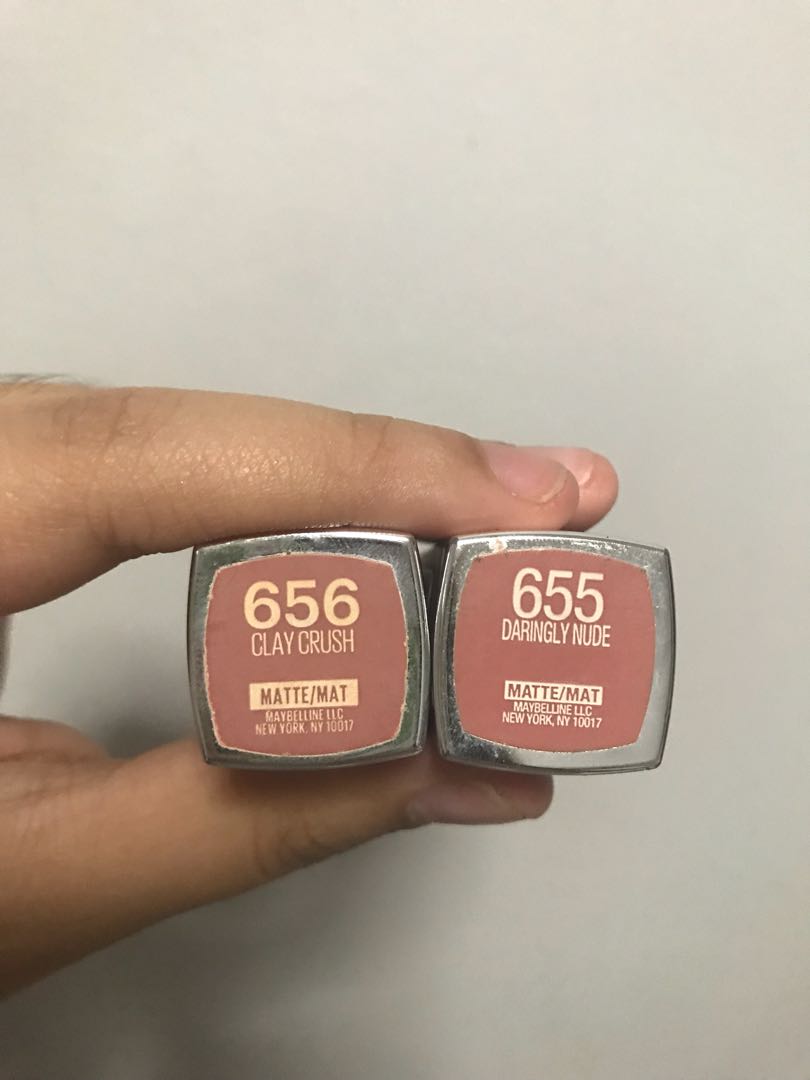 656
CLAY CRUSH
MATTE/MAT
MAYBELLINE LLC
NEW YORK, NY 10017
655
DARINGLY NUDE
MATTE/MAT
MAYBELLINE LLC
NEW YORK, NY 10017